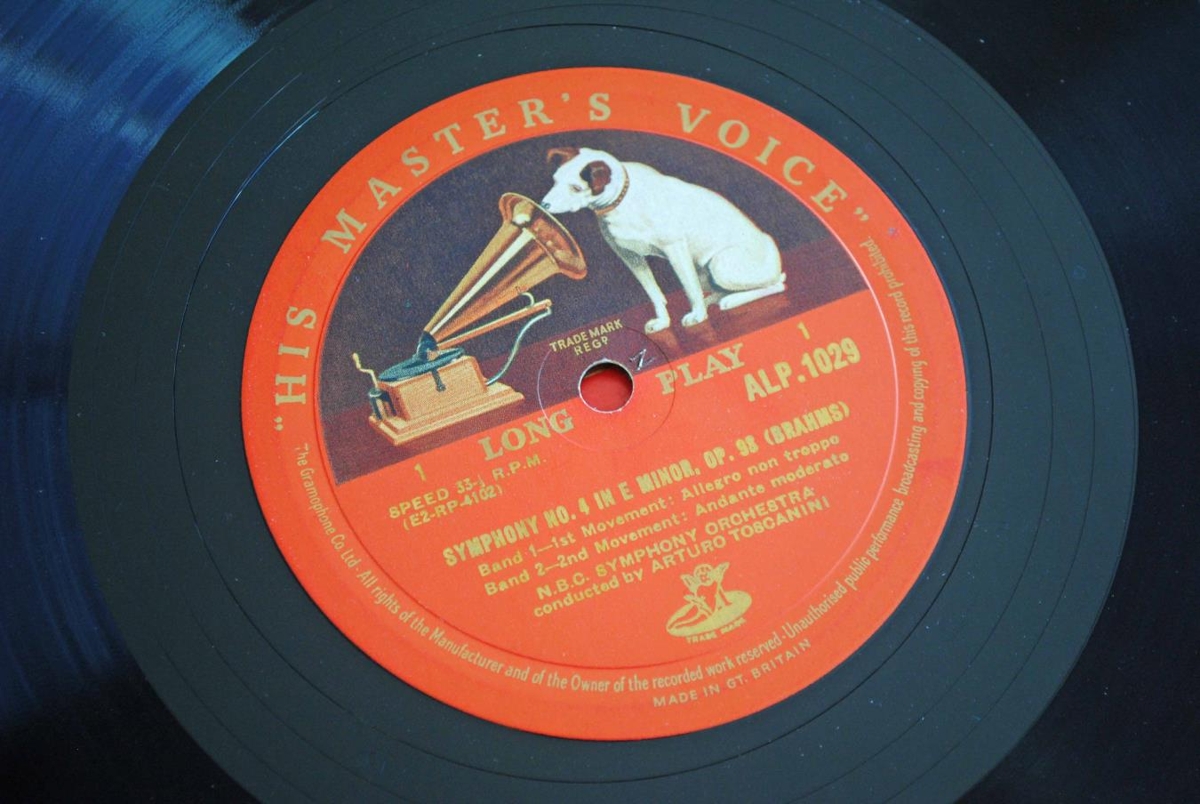 "HIS MASTER'S VOICE"
TRADE MARK
REGD
1
LONG PLAY
1
SPEED 33-⅓ R.P.M.
(E2-RP-4102)
ALP.1029
SYMPHONY NO. 4 IN E MINOR, OP. 98 (BRAHMS)
Band 1—1st Movement: Allegro non troppo
Band 2—2nd Movement: Andante moderato
N.B.C. SYMPHONY ORCHESTRA
conducted by ARTURO TOSCANINI
TRADE MARK
The Gramophone Co Ltd. All rights of the Manufacturer and of the Owner of the recorded work reserved · Unauthorised public performance broadcasting and copying of this record prohibited.
MADE IN GT. BRITAIN